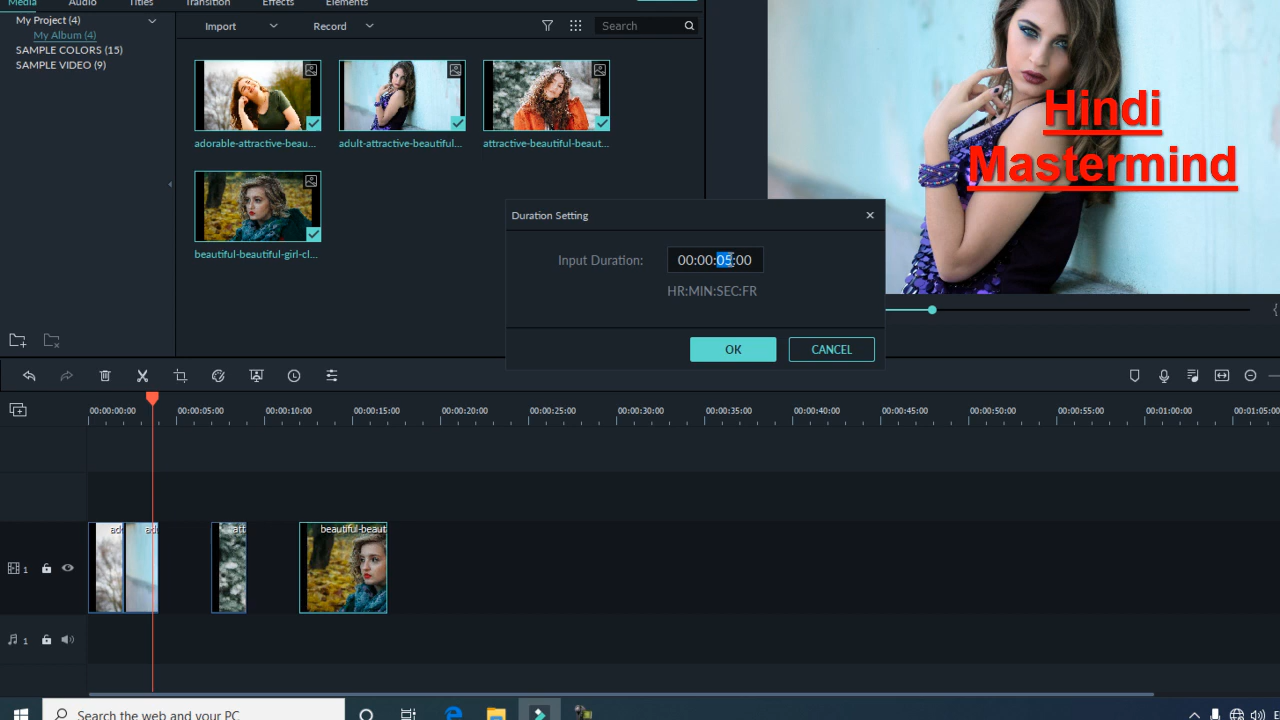 Media Audio Titles Transition Effects Elements
My Project (4)
My Album (4)
SAMPLE COLORS (15)
SAMPLE VIDEO (9)
Import Record Search
adorable-attractive-beau... adult-attractive-beautiful... attractive-beautiful-beaut...
beautiful-beautiful-girl-cl...
Hindi
Mastermind
Duration Setting
Input Duration: 00:00:05:00
HR:MIN:SEC:FR
OK CANCEL
00:00:00:00 00:00:05:00 00:00:10:00 00:00:15:00 00:00:20:00 00:00:25:00 00:00:30:00 00:00:35:00 00:00:40:00 00:00:45:00 00:00:50:00 00:00:55:00 00:01:00:00 00:01:05:00
ad ad att beautiful-beaut
1
1
Search the web and your PC